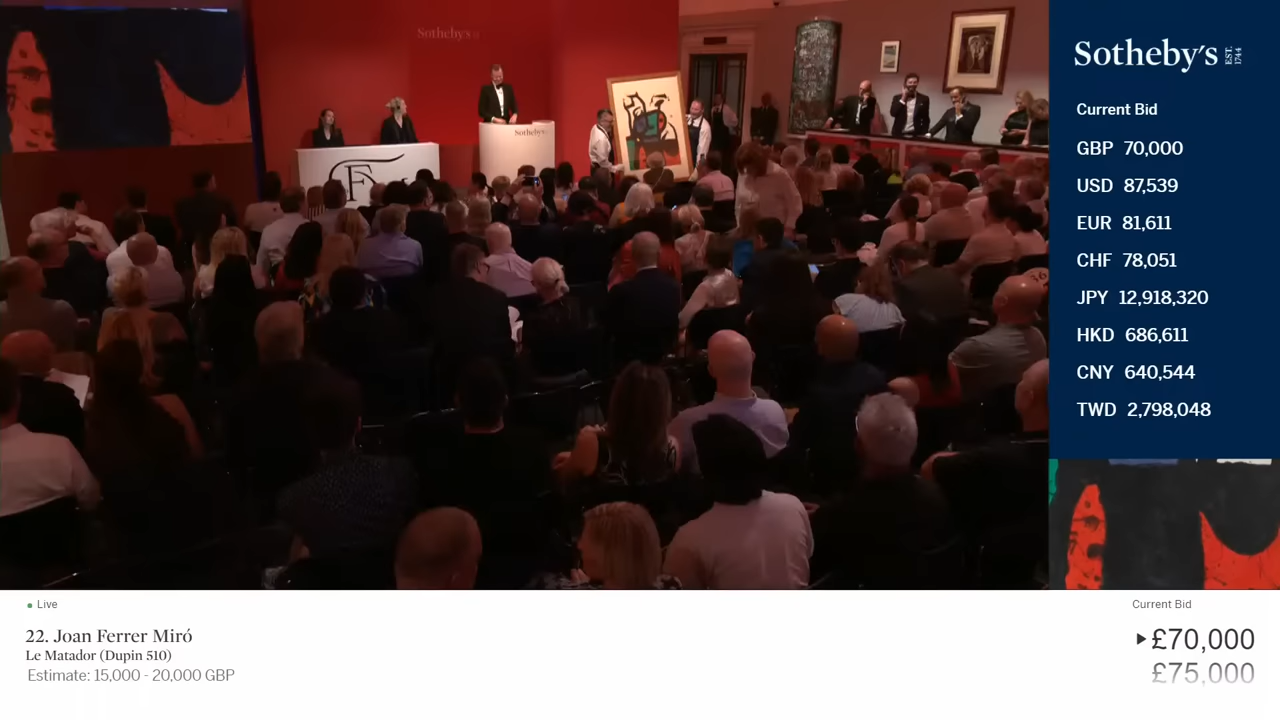 Sotheby's
Sotheby's
F
Sotheby's EST. 1744
Current Bid
GBP 70,000
USD 87,539
EUR 81,611
CHF 78,051
JPY 12,918,320
HKD 686,611
CNY 640,544
TWD 2,798,048
Live
22. Joan Ferrer Miró
Le Matador (Dupin 510)
Estimate: 15,000 - 20,000 GBP
Current Bid
£70,000
£75,000